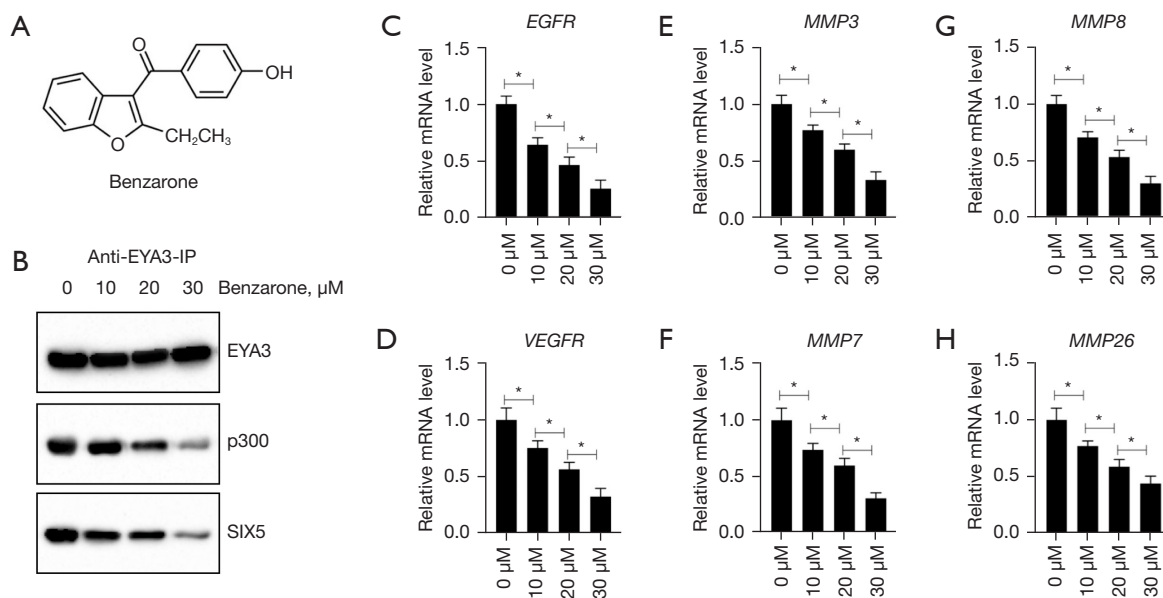 A
O
OH
O
CH₂CH₃
Benzarone
B
Anti-EYA3-IP
0 10 20 30 Benzarone, µM
EYA3
p300
SIX5
C
EGFR
Relative mRNA level
1.5
1.0
0.5
0.0
* * *
0 µM
10 µM
20 µM
30 µM
D
VEGFR
Relative mRNA level
1.5
1.0
0.5
0.0
* * *
0 µM
10 µM
20 µM
30 µM
E
MMP3
Relative mRNA level
1.5
1.0
0.5
0.0
* * *
0 µM
10 µM
20 µM
30 µM
F
MMP7
Relative mRNA level
1.5
1.0
0.5
0.0
* * *
0 µM
10 µM
20 µM
30 µM
G
MMP8
Relative mRNA level
1.5
1.0
0.5
0.0
* * *
0 µM
10 µM
20 µM
30 µM
H
MMP26
Relative mRNA level
1.5
1.0
0.5
0.0
* * *
0 µM
10 µM
20 µM
30 µM